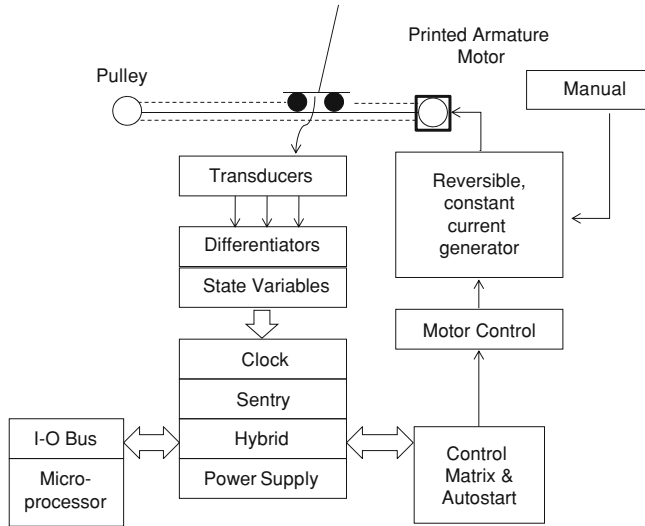 Printed Armature
Motor
Pulley
Manual
Transducers
Reversible,
constant
current
generator
Differentiators
State Variables
Motor Control
Clock
Sentry
Hybrid
Power Supply
I-O Bus
Micro-
processor
Control
Matrix &
Autostart